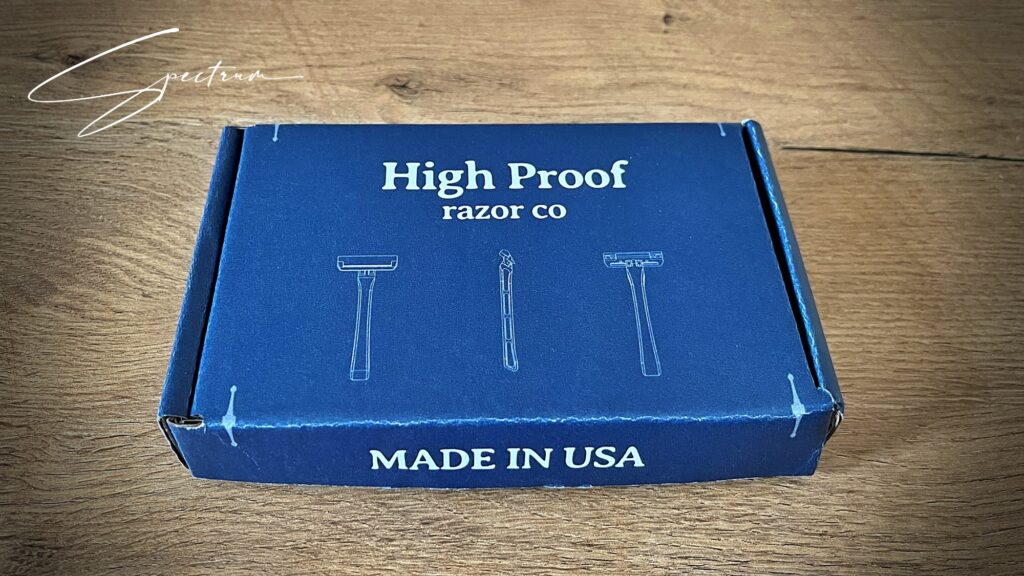 Spectrum
High Proof
razor co
MADE IN USA